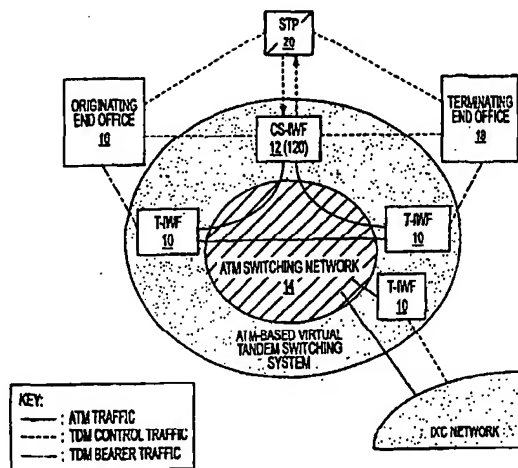 STP
20
ORIGINATING
END OFFICE
16
CS-IWF
12 (120)
TERMINATING
END OFFICE
18
T-IWF
10
T-IWF
10
ATM SWITCHING NETWORK
14
T-IWF
10
ATM-BASED VIRTUAL
TANDEM SWITCHING
SYSTEM
KEY:
: ATM TRAFFIC
: TDM CONTROL TRAFFIC
: TDM BEARER TRAFFIC
IXC NETWORK